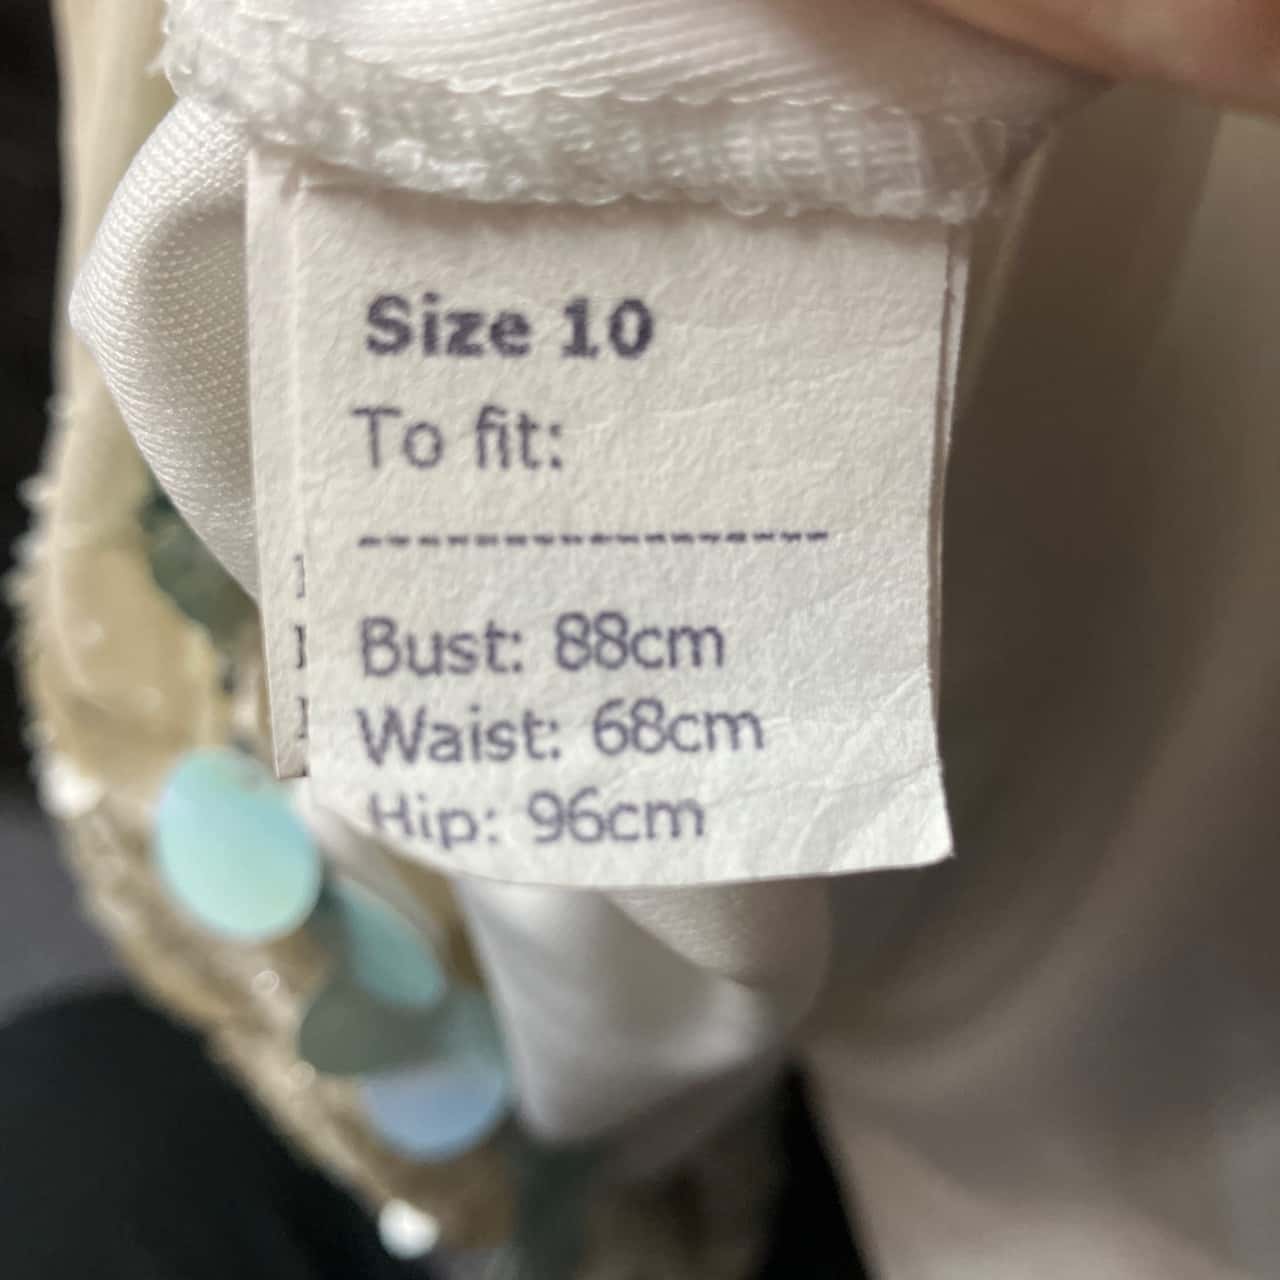 Size 10
To fit:
-----------------
Bust: 88cm
Waist: 68cm
Hip: 96cm